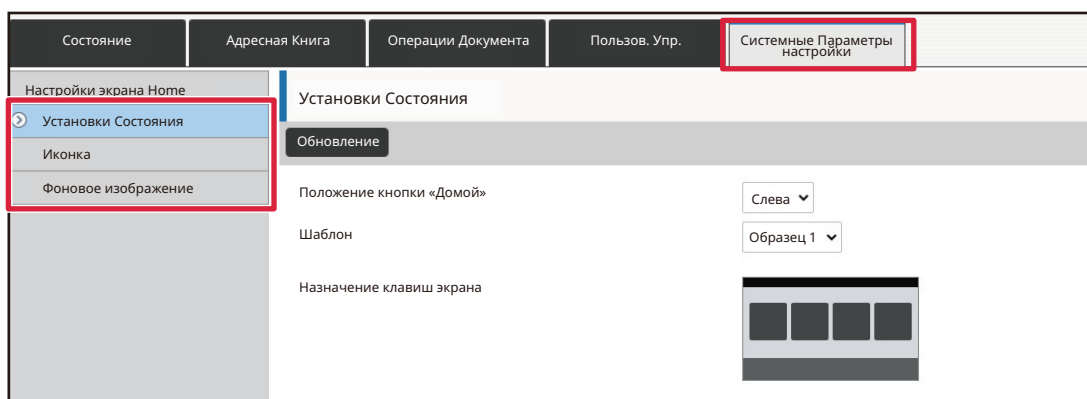 Состояние
Адресная Книга
Операции Документа
Пользов. Упр.
Системные Параметры
настройки
Настройки экрана Home
Установки Состояния
Иконка
Фоновое изображение
Установки Состояния
Обновление
Положение кнопки «Домой»
Слева
Шаблон
Образец 1
Назначение клавиш экрана